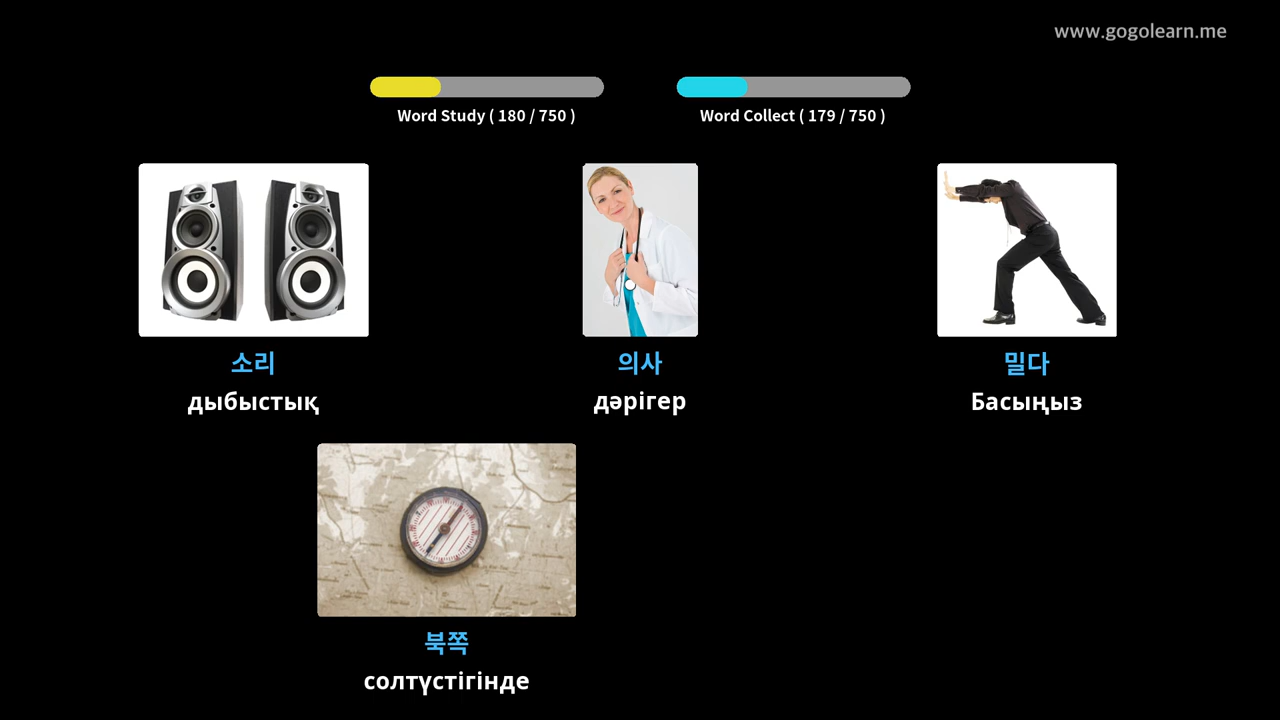 www.gogolearn.me
Word Study ( 180 / 750 )
Word Collect ( 179 / 750 )
소리
дыбыстық
의사
дәрігер
밀다
Басыңыз
북쪽
солтүстігінде